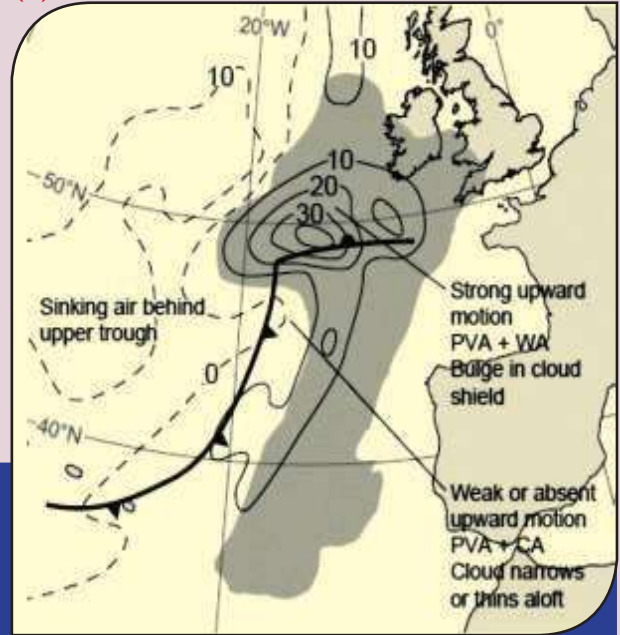 20°W
0°
10
10
50°N
10
20
30
Sinking air behind
upper trough
Strong upward
motion
PVA + WA
Bulge in cloud
shield
0
40°N
0
0
Weak or absent
upward motion
PVA + CA
Cloud narrows
or thins aloft